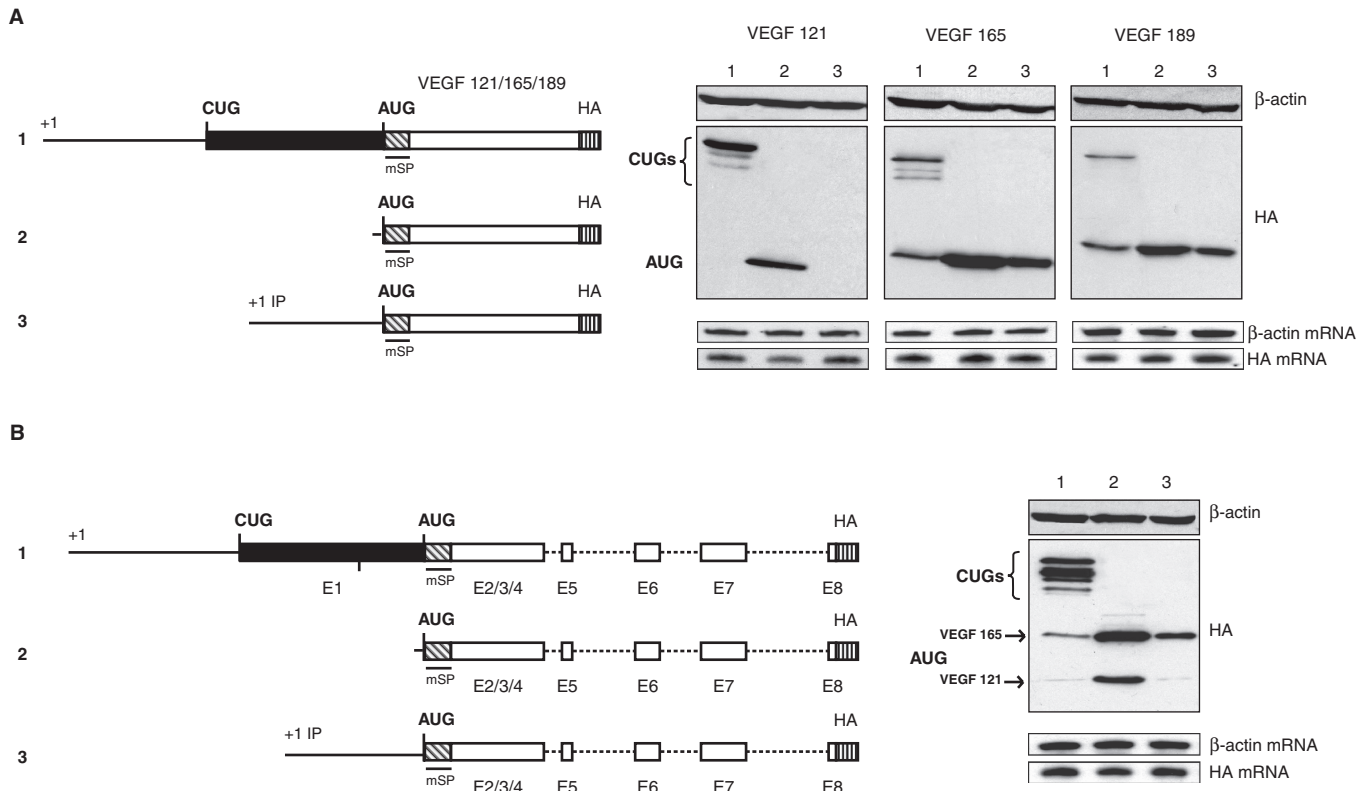 A
VEGF 121/165/189
+1
CUG
AUG
HA
1
mSP
AUG
HA
2
mSP
+1 IP
AUG
HA
3
mSP
VEGF 121
VEGF 165
VEGF 189
1 2 3
1 2 3
1 2 3
β-actin
CUGs
HA
AUG
β-actin mRNA
HA mRNA
B
+1
CUG
AUG
HA
1
E1
mSP
E2/3/4
E5
E6
E7
E8
AUG
HA
2
mSP
E2/3/4
E5
E6
E7
E8
+1 IP
AUG
HA
3
mSP
E2/3/4
E5
E6
E7
E8
1 2 3
β-actin
CUGs
VEGF 165
HA
AUG
VEGF 121
β-actin mRNA
HA mRNA